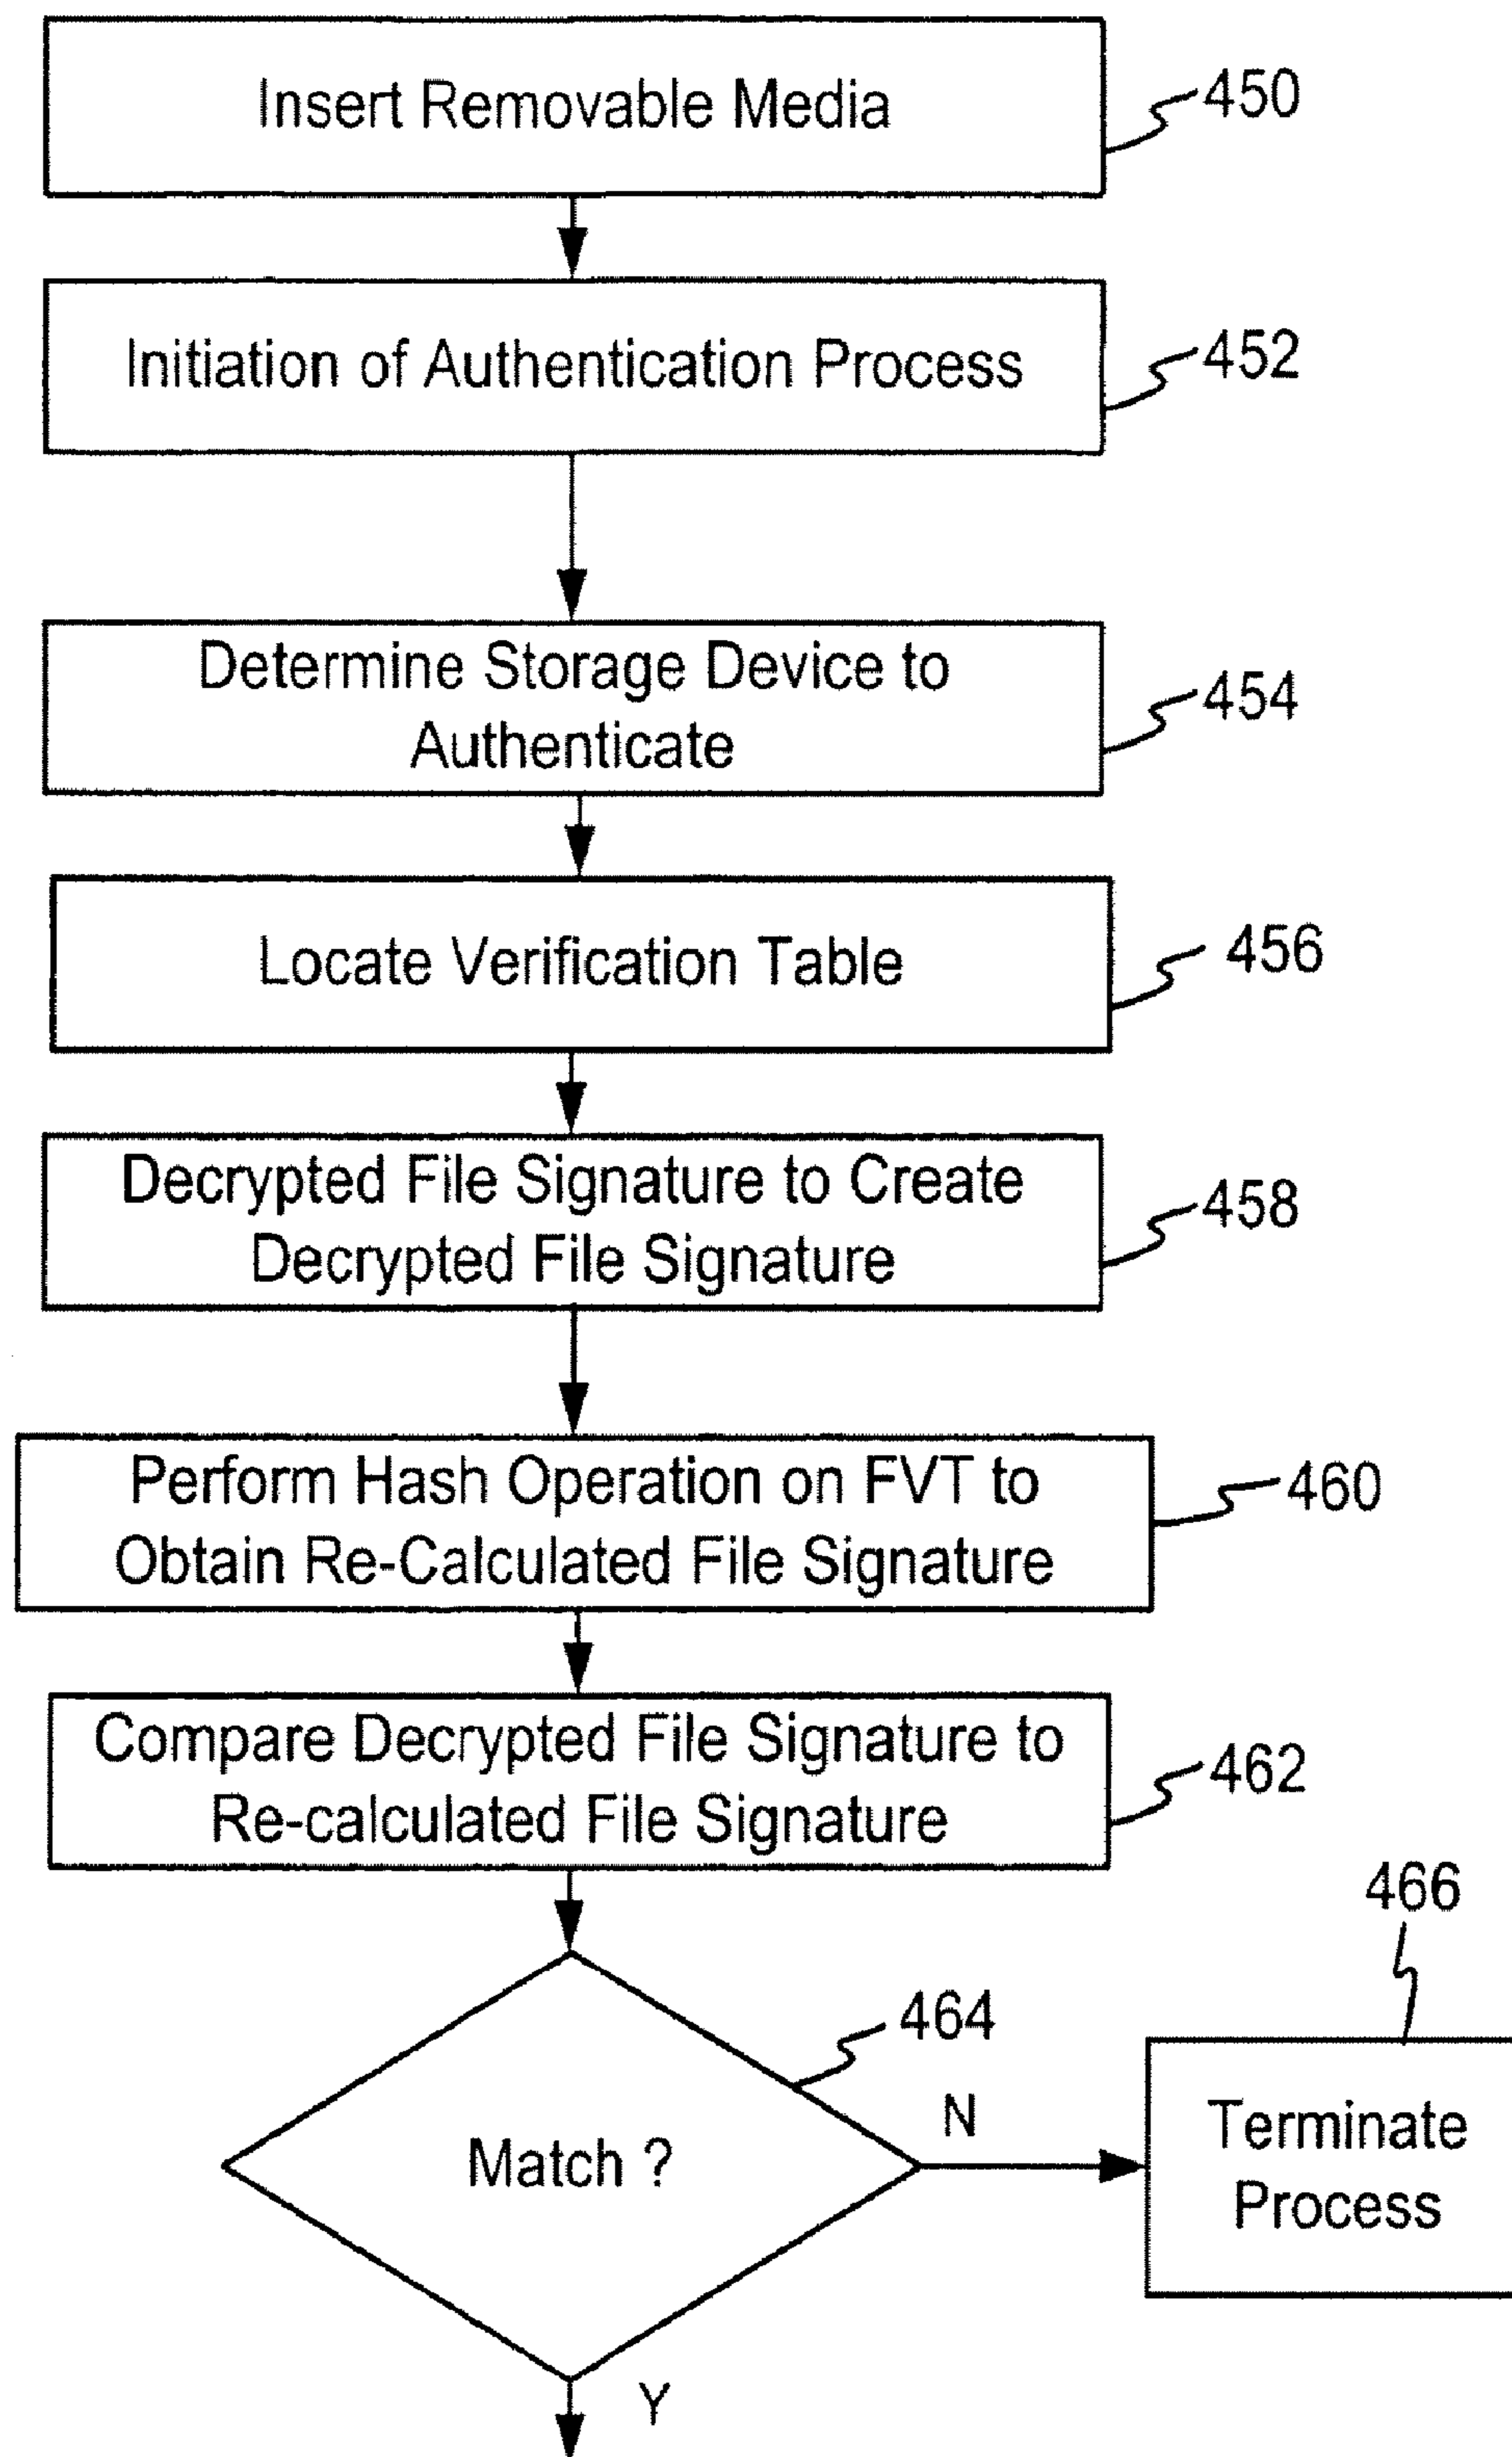 Insert Removable Media
450
Initiation of Authentication Process
452
Determine Storage Device to
Authenticate
454
Locate Verification Table
456
Decrypted File Signature to Create
Decrypted File Signature
458
Perform Hash Operation on FVT to
Obtain Re-Calculated File Signature
460
Compare Decrypted File Signature to
Re-calculated File Signature
462
Match ?
464
N
466
Terminate
Process
Y